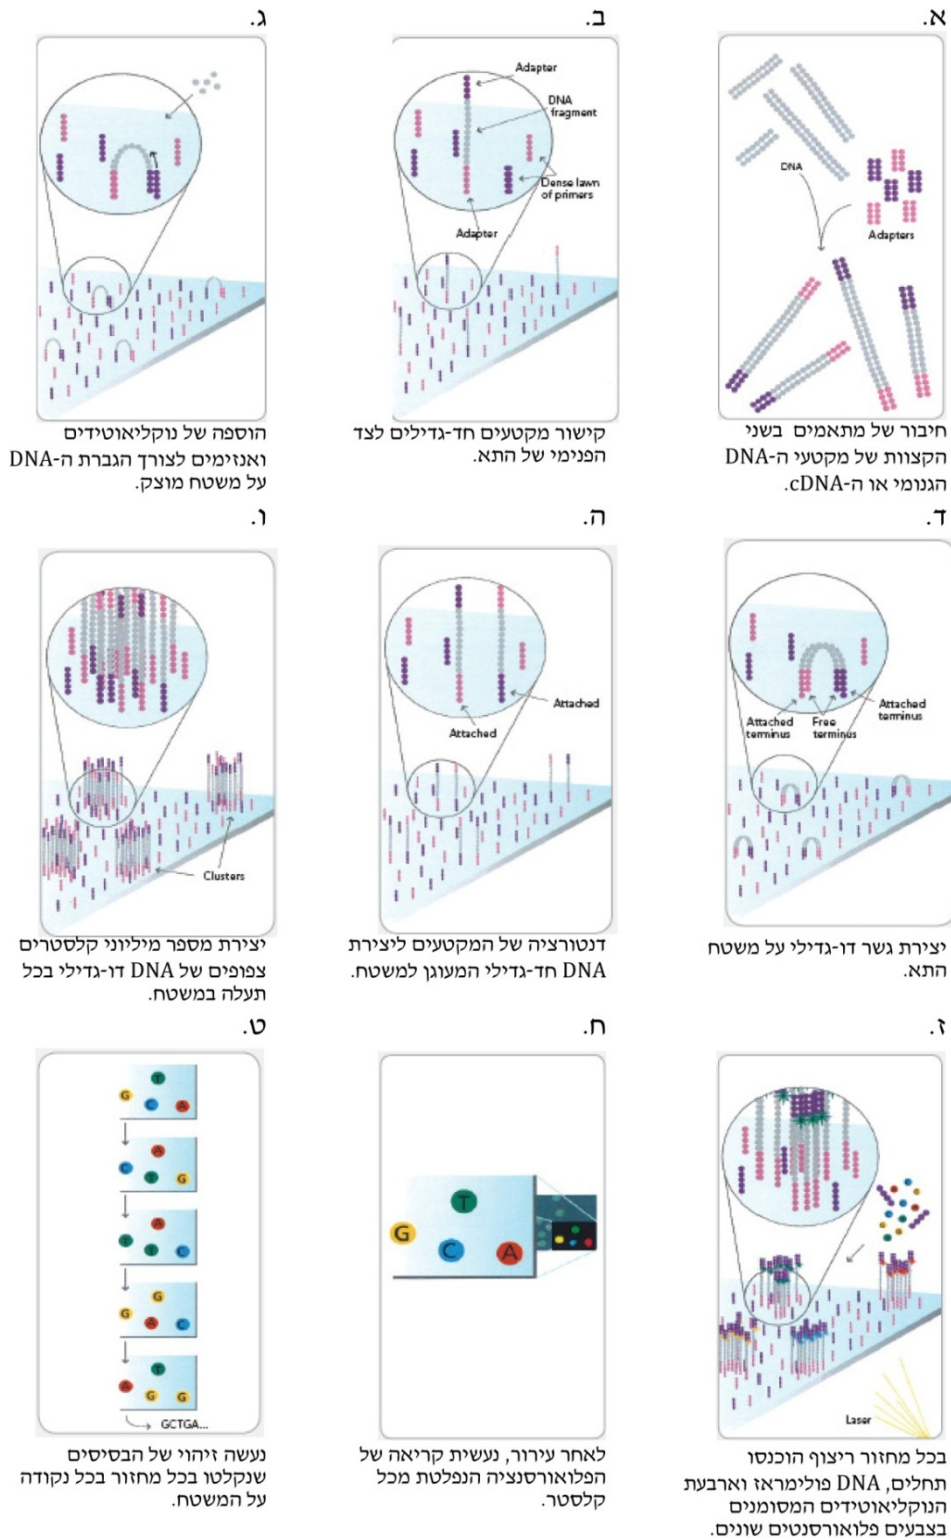 א.
DNA
Adapters
חיבור של מתאמים בשני
הקצוות של מקטעי ה-DNA
הגנומי או ה-cDNA.
ב.
Adapter
DNA
fragment
Dense lawn
of primers
Adapter
קישור מקטעים חד-גדילים לצד
הפנימי של התא.
ג.
הוספה של נוקליאוטידים
ואנזימים לצורך הגברת ה-DNA
על משטח מוצק.
ד.
Attached
terminus
Free
terminus
Attached
terminus
יצירת גשר דו-גדילי על משטח
התא.
ה.
Attached
Attached
דנטורציה של המקטעים ליצירת
DNA חד-גדילי המעוגן למשטח.
ו.
Clusters
יצירת מספר מיליוני קלסטרים
צפופים של DNA דו-גדילי בכל
תעלה במשטח.
ז.
Laser
בכל מחזור ריצוף הוכנסו
תחלים, DNA פולימראז וארבעת
הנוקליאוטידים המסומנים
בצבעים פלואורסנטים שונים.
ח.
T
G
C
A
לאחר עירור, נעשית קריאה של
הפלואורסנציה הנפלטת מכל
קלסטר.
ט.
T
G
C A
A
C
T G
A
T
T C
G
G
A C
T
A
G G
GCTGA...
נעשה זיהוי של הבסיסים
שנקלטו בכל מחזור בכל נקודה
על המשטח.